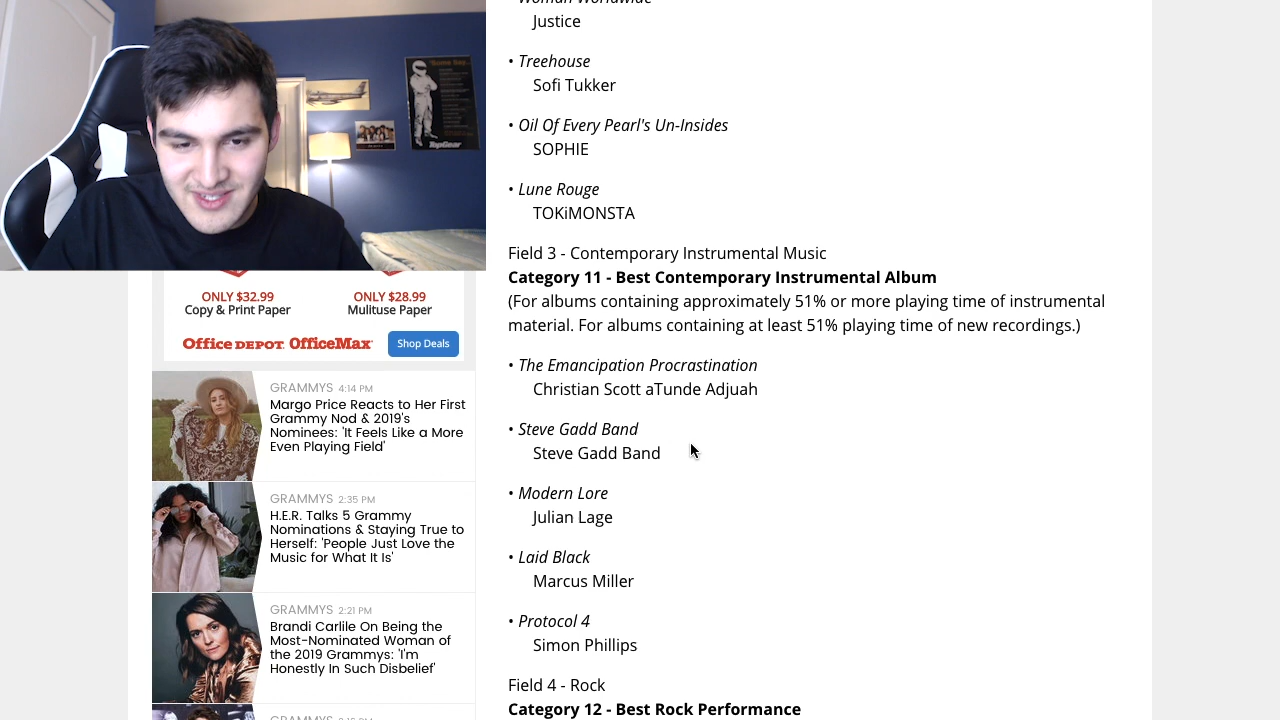 Woman Worldwide
Justice
• Treehouse
Sofi Tukker
• Oil Of Every Pearl's Un-Insides
SOPHIE
• Lune Rouge
TOKiMONSTA
Field 3 - Contemporary Instrumental Music
Category 11 - Best Contemporary Instrumental Album
(For albums containing approximately 51% or more playing time of instrumental
material. For albums containing at least 51% playing time of new recordings.)
• The Emancipation Procrastination
Christian Scott aTunde Adjuah
• Steve Gadd Band
Steve Gadd Band
• Modern Lore
Julian Lage
• Laid Black
Marcus Miller
• Protocol 4
Simon Phillips
Field 4 - Rock
Category 12 - Best Rock Performance
"Some Say...
TopGear
ONLY $32.99
Copy & Print Paper
ONLY $28.99
Mulituse Paper
Office DEPOT OfficeMax
Shop Deals
GRAMMYS 4:14 PM
Margo Price Reacts to Her First
Grammy Nod & 2019's
Nominees: 'It Feels Like a More
Even Playing Field'
GRAMMYS 2:35 PM
H.E.R. Talks 5 Grammy
Nominations & Staying True to
Herself: 'People Just Love the
Music for What It Is'
GRAMMYS 2:21 PM
Brandi Carlile On Being the
Most-Nominated Woman of
the 2019 Grammys: 'I'm
Honestly In Such Disbelief'
GRAMMYS